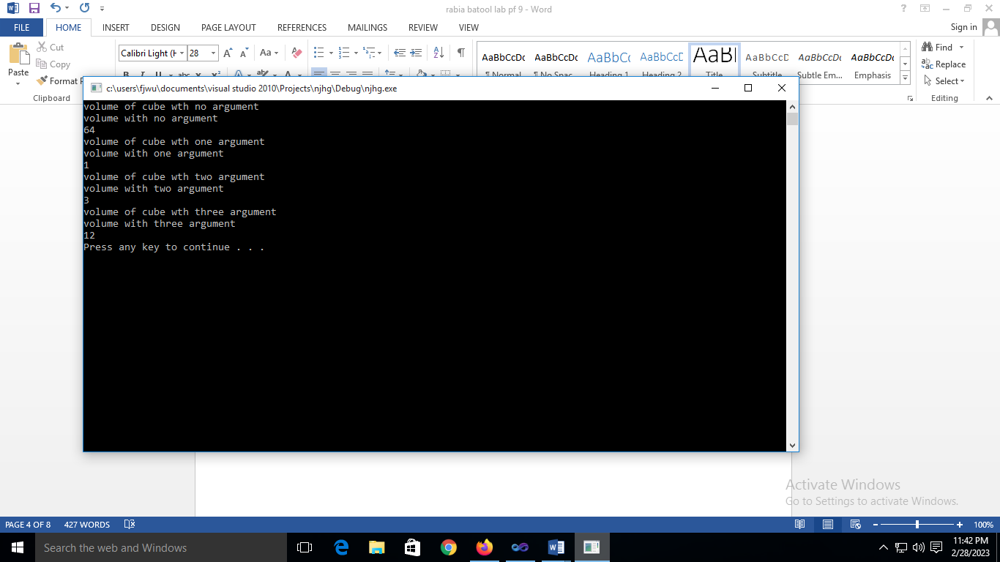 rabia batool lab pf 9 - Word
FILE HOME INSERT DESIGN PAGE LAYOUT REFERENCES MAILINGS REVIEW VIEW Sign in
Cut
Copy
Format
Paste
Clipboard
Calibri Light (H 28
AaBbCcDc AaBbCcDc AaBbCc AaBbCcD AaBl AaBbCcD AaBbCcDc AaBbCcDc
¶ Normal ¶ No Spac... Heading 1 Heading 2 Title Subtitle Subtle Em... Emphasis
Find
Replace
Select
Editing
c:\users\fjwu\documents\visual studio 2010\Projects\njhg\Debug\njhg.exe
volume of cube wth no argument
volume with no argument
64
volume of cube wth one argument
volume with one argument
1
volume of cube wth two argument
volume with two argument
3
volume of cube wth three argument
volume with three argument
12
Press any key to continue . . .
Activate Windows
Go to Settings to activate Windows.
PAGE 4 OF 8 427 WORDS 100%
Search the web and Windows
11:42 PM
2/28/2023